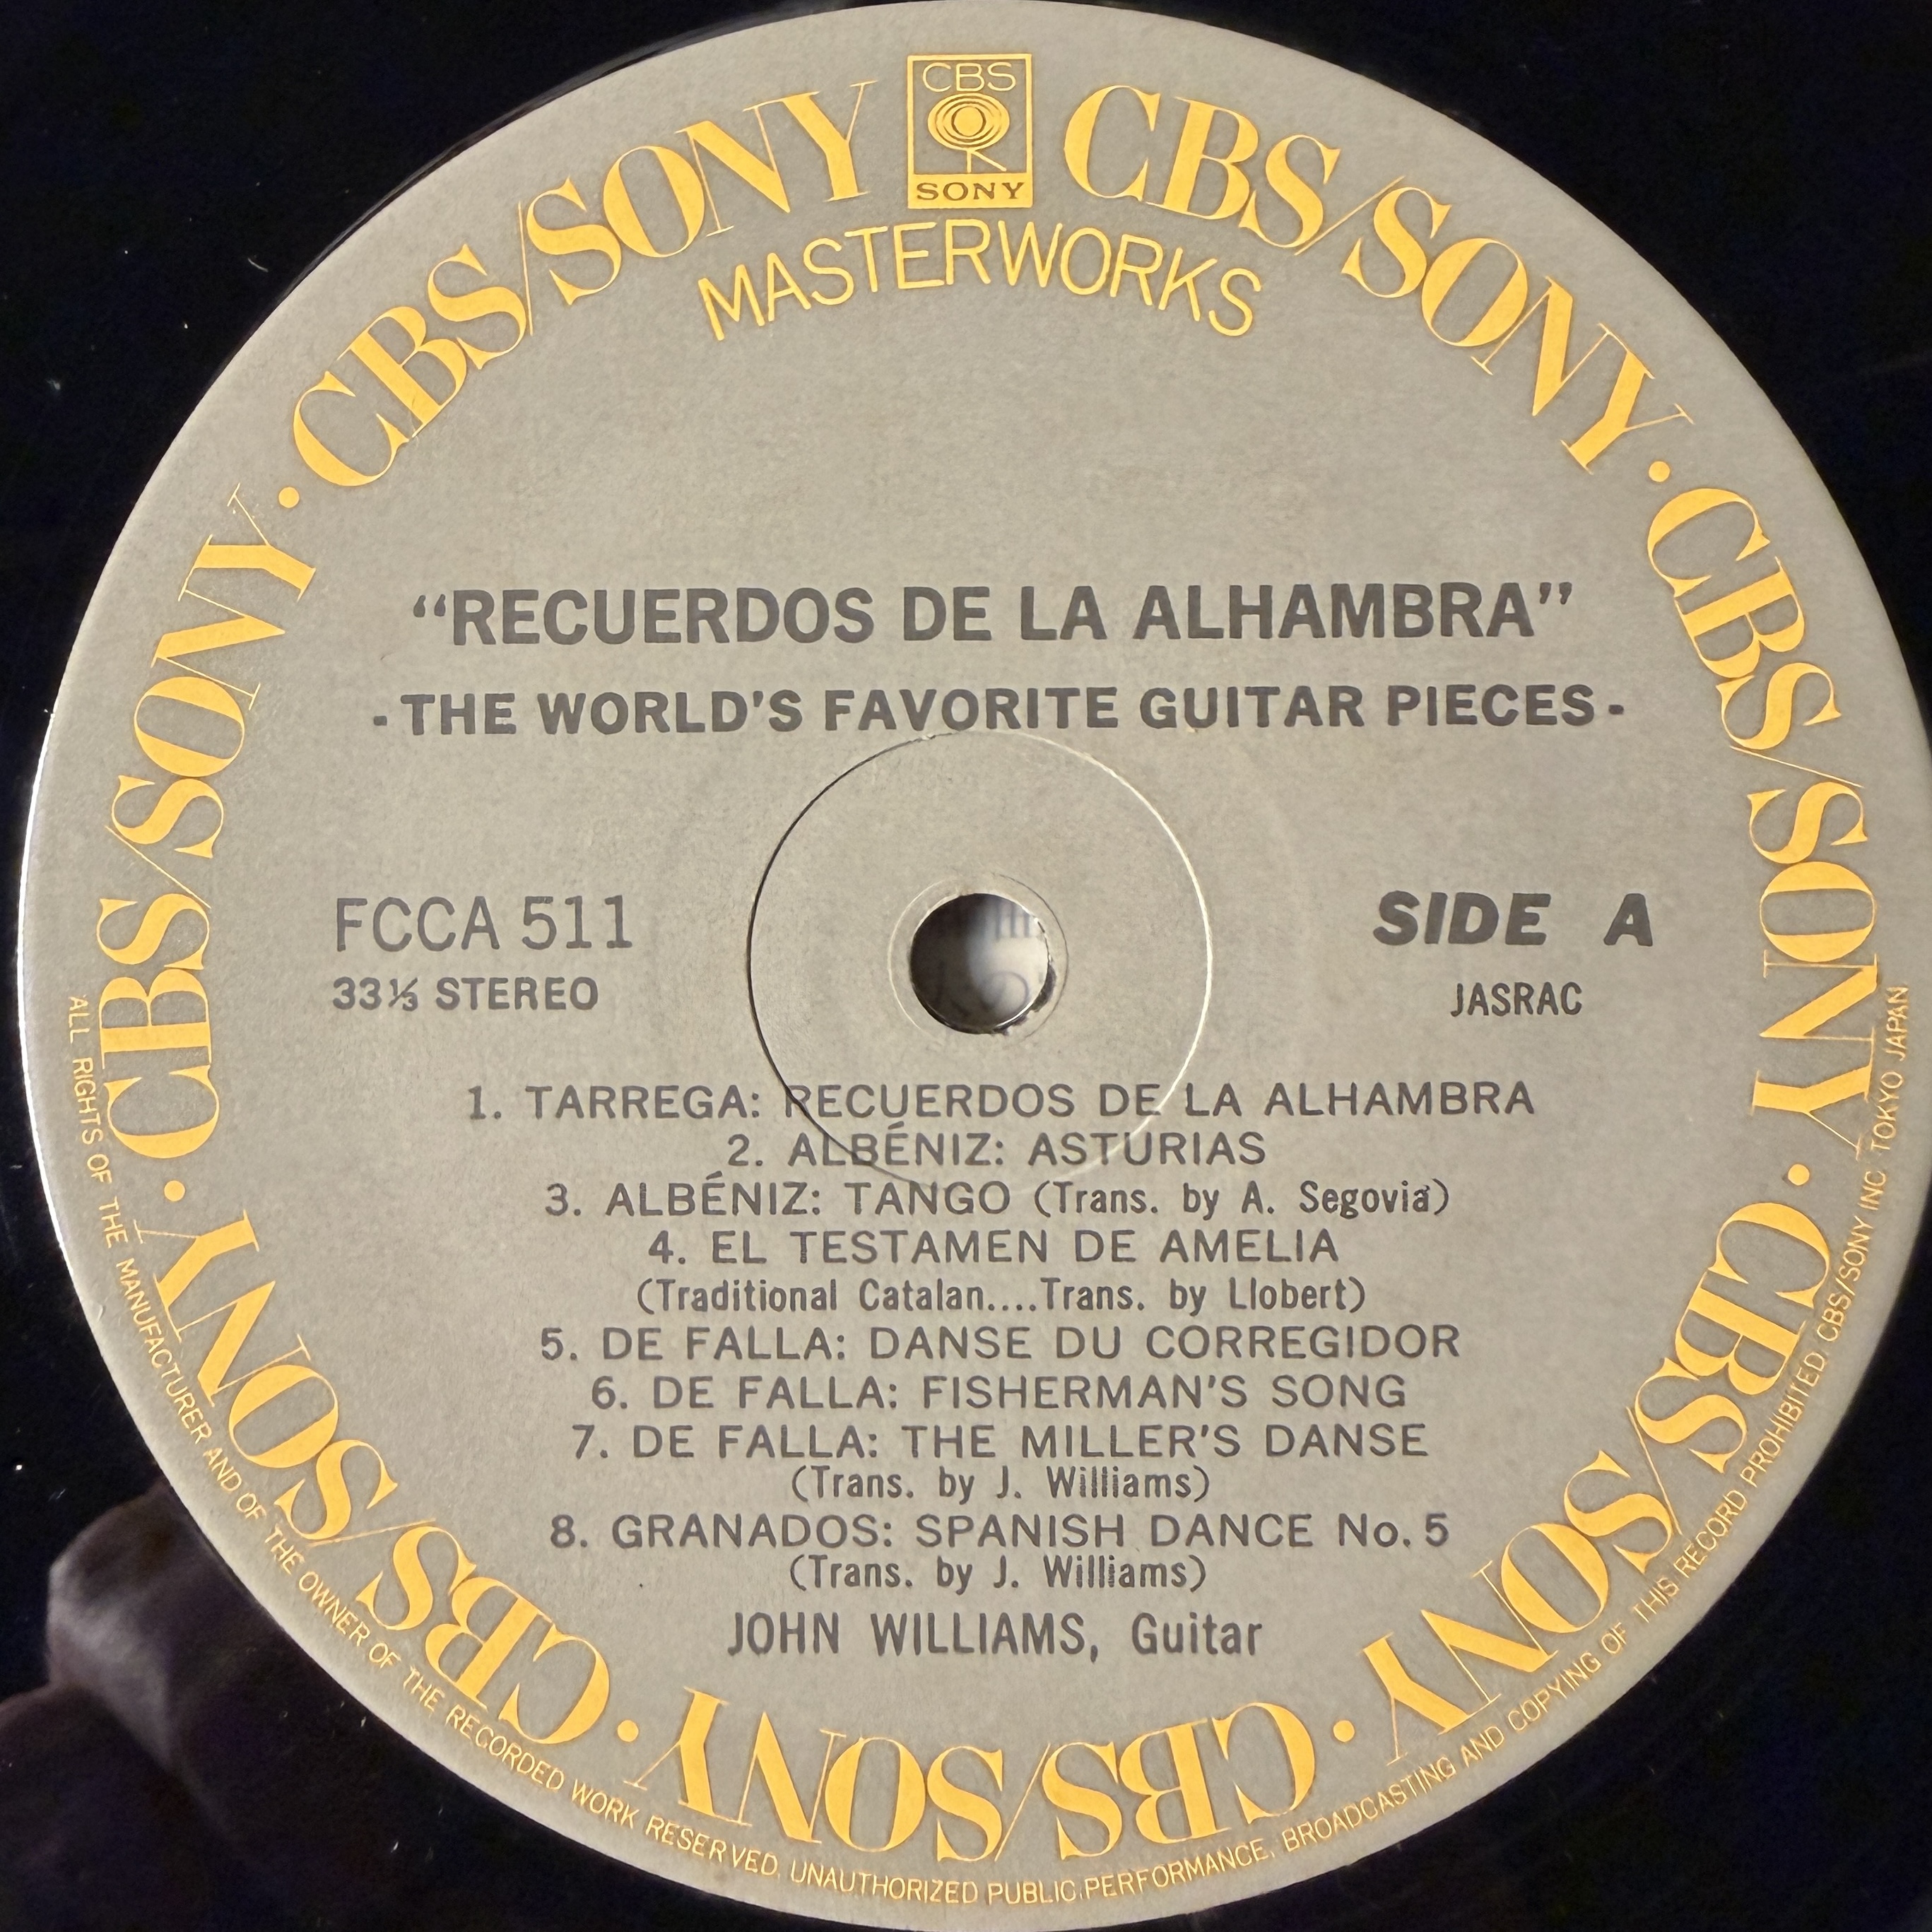 CBS
SONY
CBS/SONY · CBS/SONY · CBS/SONY · CBS/SONY · CBS/SONY · CBS/SONY · CBS/SONY
MASTERWORKS
“RECUERDOS DE LA ALHAMBRA”
-THE WORLD'S FAVORITE GUITAR PIECES-
FCCA 511
SIDE A
33⅓ STEREO
JASRAC
1. TARREGA: RECUERDOS DE LA ALHAMBRA
2. ALBÉNIZ: ASTURIAS
3. ALBÉNIZ: TANGO (Trans. by A. Segovia)
4. EL TESTAMEN DE AMELIA
(Traditional Catalan....Trans. by Llobert)
5. DE FALLA: DANSE DU CORREGIDOR
6. DE FALLA: FISHERMAN'S SONG
7. DE FALLA: THE MILLER'S DANSE
(Trans. by J. Williams)
8. GRANADOS: SPANISH DANCE No. 5
(Trans. by J. Williams)
JOHN WILLIAMS, Guitar
ALL RIGHTS OF THE MANUFACTURER AND OF THE OWNER OF THE RECORDED WORK RESERVED. UNAUTHORIZED PUBLIC PERFORMANCE, BROADCASTING AND COPYING OF THIS RECORD PROHIBITED. CBS/SONY INC. TOKYO JAPAN